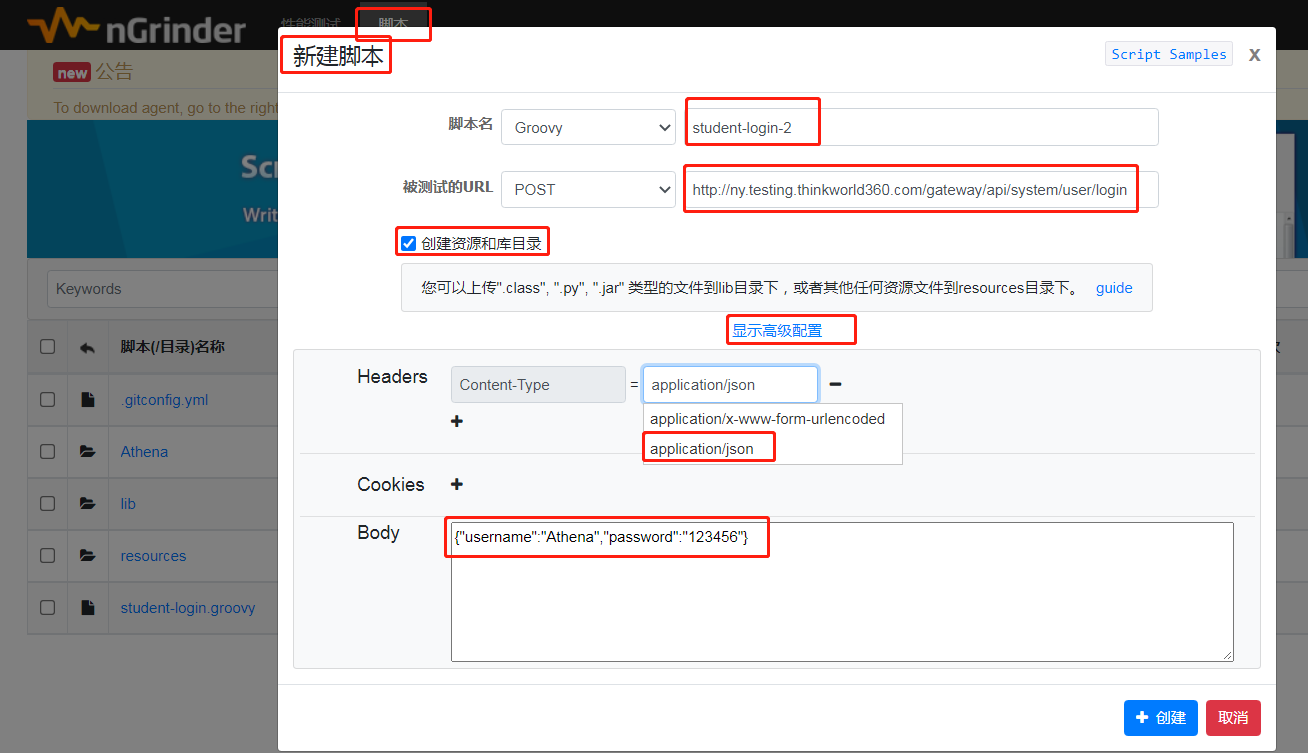 nGrinder 性能测试 脚本
新建脚本 Script Samples X
new 公告
To download agent, go to the right
脚本名 Groovy student-login-2
被测试的URL POST http://ny.testing.thinkworld360.com/gateway/api/system/user/login
Writ
创建资源和库目录
您可以上传".class", ".py", ".jar" 类型的文件到lib目录下，或者其他任何资源文件到resources目录下。 guide
Keywords
显示高级配置
脚本(/目录)名称
Headers Content-Type = application/json
application/x-www-form-urlencoded
application/json
.gitconfig.yml
Athena
Cookies
lib
Body {"username":"Athena","password":"123456"}
resources
student-login.groovy
创建 取消